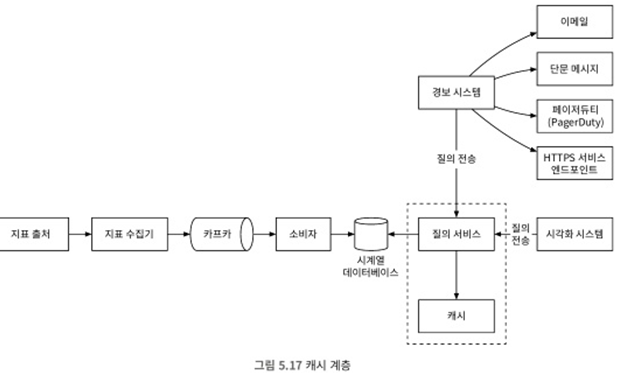 이메일
단문 메시지
경보 시스템
페이저듀티
(PagerDuty)
HTTPS 서비스
엔드포인트
질의 전송
지표 출처
지표 수집기
카프카
소비자
시계열
데이터베이스
질의 서비스
질의
전송
시각화 시스템
캐시
그림 5.17 캐시 계층